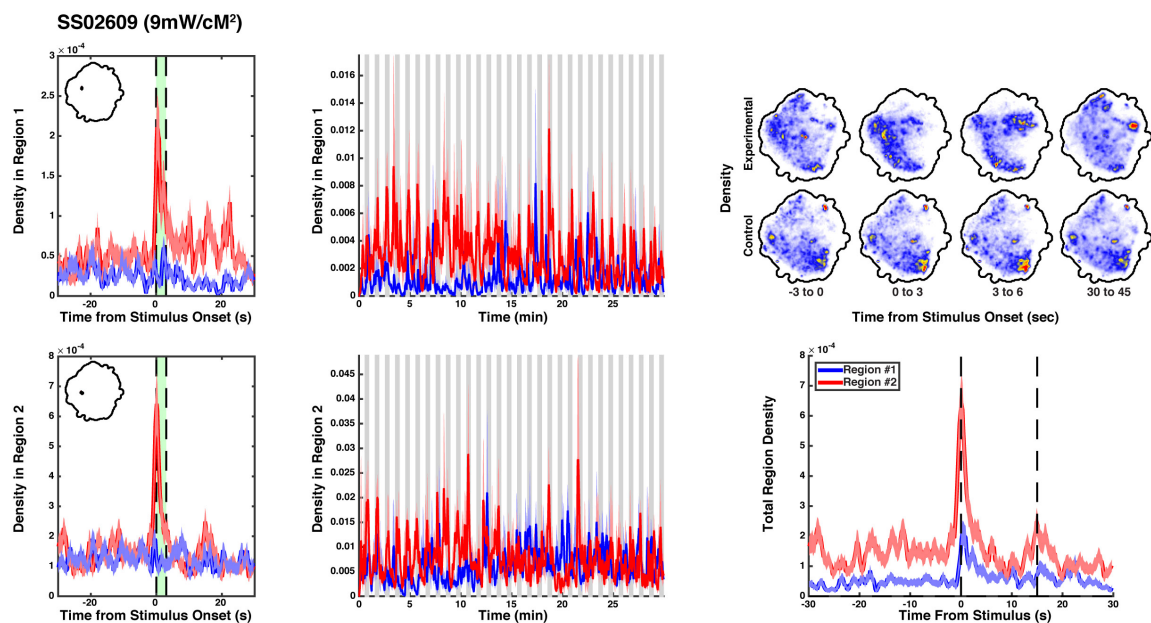 SS02609 (9mW/cM²)
× 10⁻⁴
3
2.5
2
1.5
1
0.5
0
Density in Region 1
-20 0 20
Time from Stimulus Onset (s)
0.016
0.014
0.012
0.01
0.008
0.006
0.004
0.002
0
Density in Region 1
0 5 10 15 20 25
Time (min)
Density
Experimental
Control
-3 to 0 0 to 3 3 to 6 30 to 45
Time from Stimulus Onset (sec)
× 10⁻⁴
8
7
6
5
4
3
2
1
0
Density in Region 2
-20 0 20
Time from Stimulus Onset (s)
0.045
0.04
0.035
0.03
0.025
0.02
0.015
0.01
0.005
0
Density in Region 2
0 5 10 15 20 25
Time (min)
× 10⁻⁴
8
7
6
5
4
3
2
1
0
Total Region Density
Region #1
Region #2
-30 -20 -10 0 10 20 30
Time From Stimulus (s)